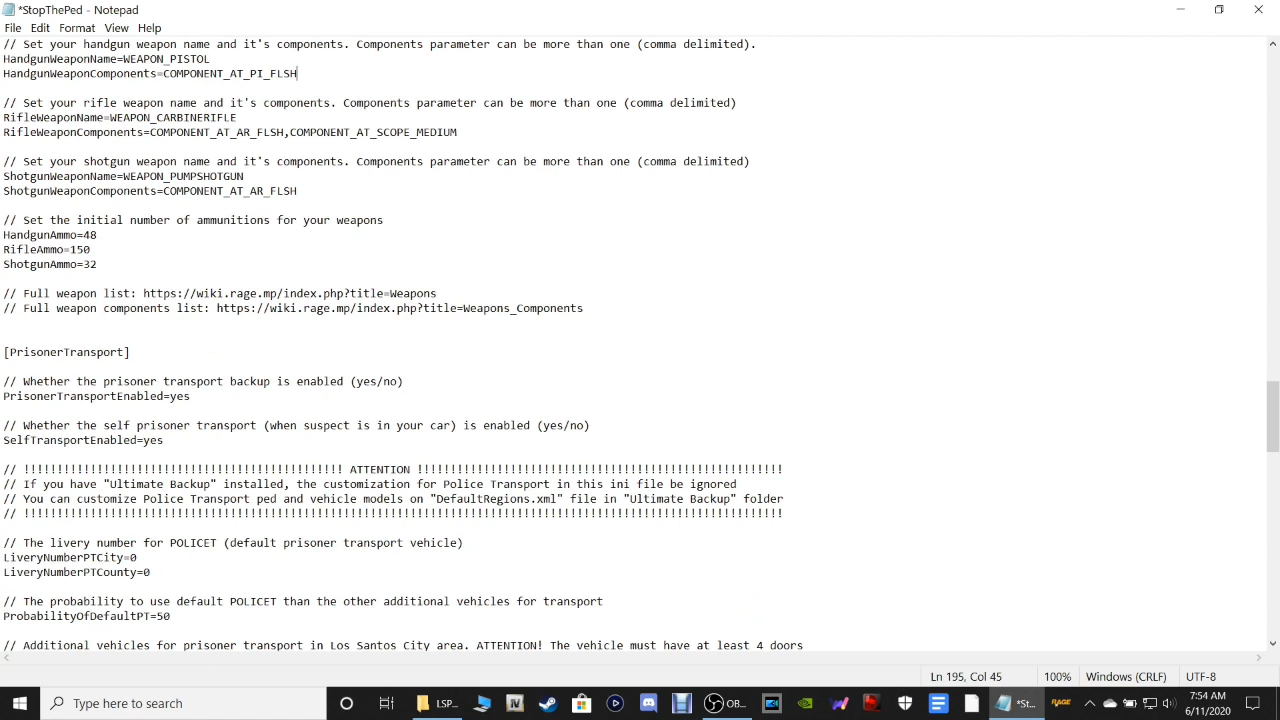 *StopThePed - Notepad
File Edit Format View Help
// Set your handgun weapon name and it's components. Components parameter can be more than one (comma delimited).
HandgunWeaponName=WEAPON_PISTOL
HandgunWeaponComponents=COMPONENT_AT_PI_FLSH
// Set your rifle weapon name and it's components. Components parameter can be more than one (comma delimited)
RifleWeaponName=WEAPON_CARBINERIFLE
RifleWeaponComponents=COMPONENT_AT_AR_FLSH,COMPONENT_AT_SCOPE_MEDIUM
// Set your shotgun weapon name and it's components. Components parameter can be more than one (comma delimited)
ShotgunWeaponName=WEAPON_PUMPSHOTGUN
ShotgunWeaponComponents=COMPONENT_AT_AR_FLSH
// Set the initial number of ammunitions for your weapons
HandgunAmmo=48
RifleAmmo=150
ShotgunAmmo=32
// Full weapon list: https://wiki.rage.mp/index.php?title=Weapons
// Full weapon components list: https://wiki.rage.mp/index.php?title=Weapons_Components
[PrisonerTransport]
// Whether the prisoner transport backup is enabled (yes/no)
PrisonerTransportEnabled=yes
// Whether the self prisoner transport (when suspect is in your car) is enabled (yes/no)
SelfTransportEnabled=yes
// !!!!!!!!!!!!!!!!!!!!!!!!!!!!!!!!!!!!!!!!!!!!!!!! ATTENTION !!!!!!!!!!!!!!!!!!!!!!!!!!!!!!!!!!!!!!!!!!!!!!!!!!!!!!!
// If you have "Ultimate Backup" installed, the customization for Police Transport in this ini file be ignored
// You can customize Police Transport ped and vehicle models on "DefaultRegions.xml" file in "Ultimate Backup" folder
// !!!!!!!!!!!!!!!!!!!!!!!!!!!!!!!!!!!!!!!!!!!!!!!!!!!!!!!!!!!!!!!!!!!!!!!!!!!!!!!!!!!!!!!!!!!!!!!!!!!!!!!!!!!!!!!!!!
// The livery number for POLICET (default prisoner transport vehicle)
LiveryNumberPTCity=0
LiveryNumberPTCounty=0
// The probability to use default POLICET than the other additional vehicles for transport
ProbabilityOfDefaultPT=50
// Additional vehicles for prisoner transport in Los Santos City area. ATTENTION! The vehicle must have at least 4 doors
Ln 195, Col 45 100% Windows (CRLF) UTF-8
Type here to search LSP... OB... *St... RAGE 7:54 AM
6/11/2020